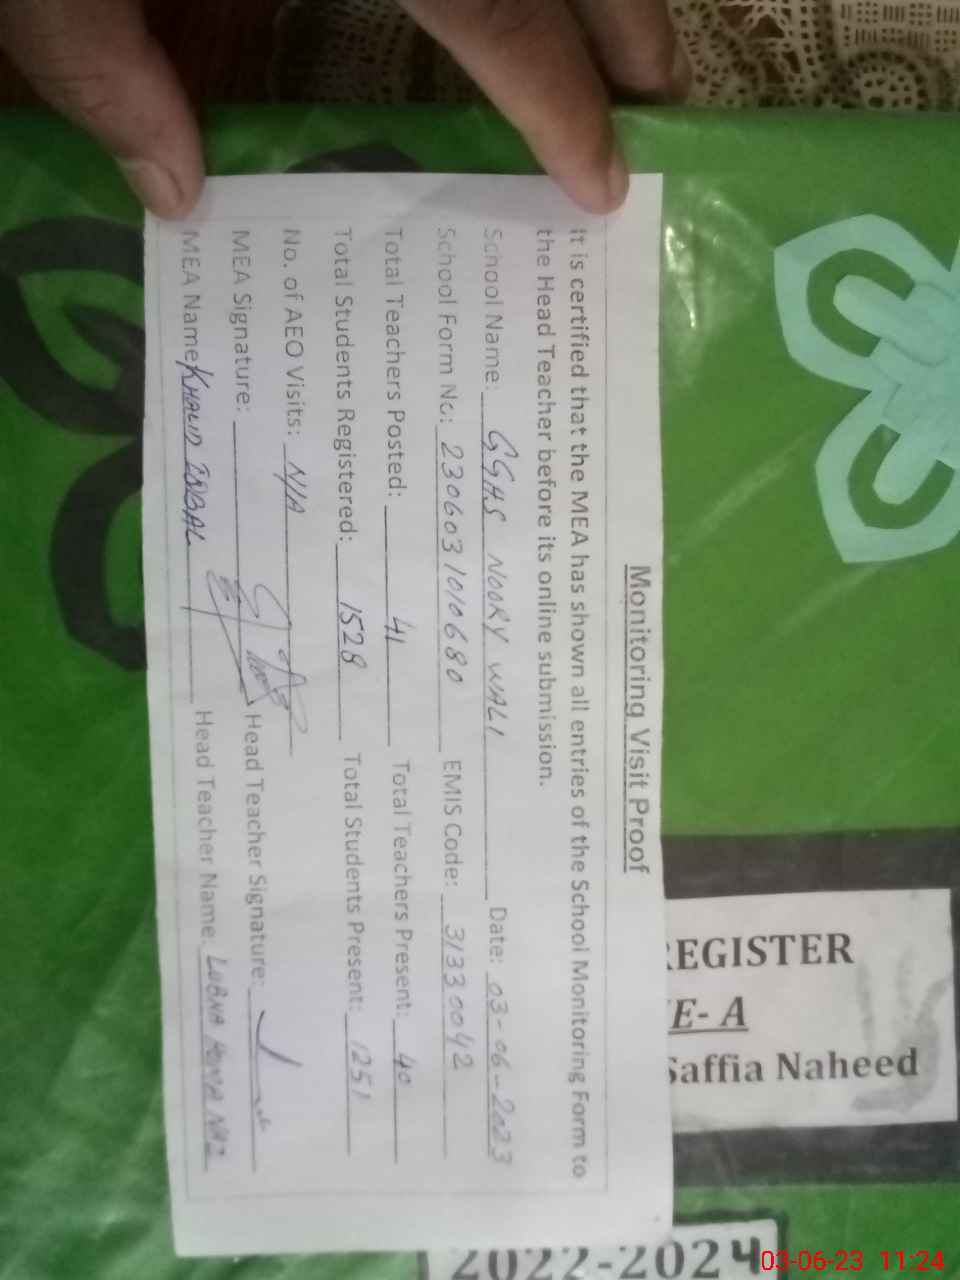 Monitoring Visit Proof
It is certified that the MEA has shown all entries of the School Monitoring Form to
the Head Teacher before its online submission.
School Name: GGHS NOORY WALI Date: 03-06-2023
School Form No: 2306031010680 EMIS Code: 31330042
Total Teachers Posted: 41 Total Teachers Present: 40
Total Students Registered: 1528 Total Students Present: 1251
No. of AEO Visits: N/A
MEA Signature: Head Teacher Signature:
MEA Name KHALID IQBAL Head Teacher Name: LUBNA
EGISTER
E- A
Saffia Naheed
2022-2024
03-06-23 11:24